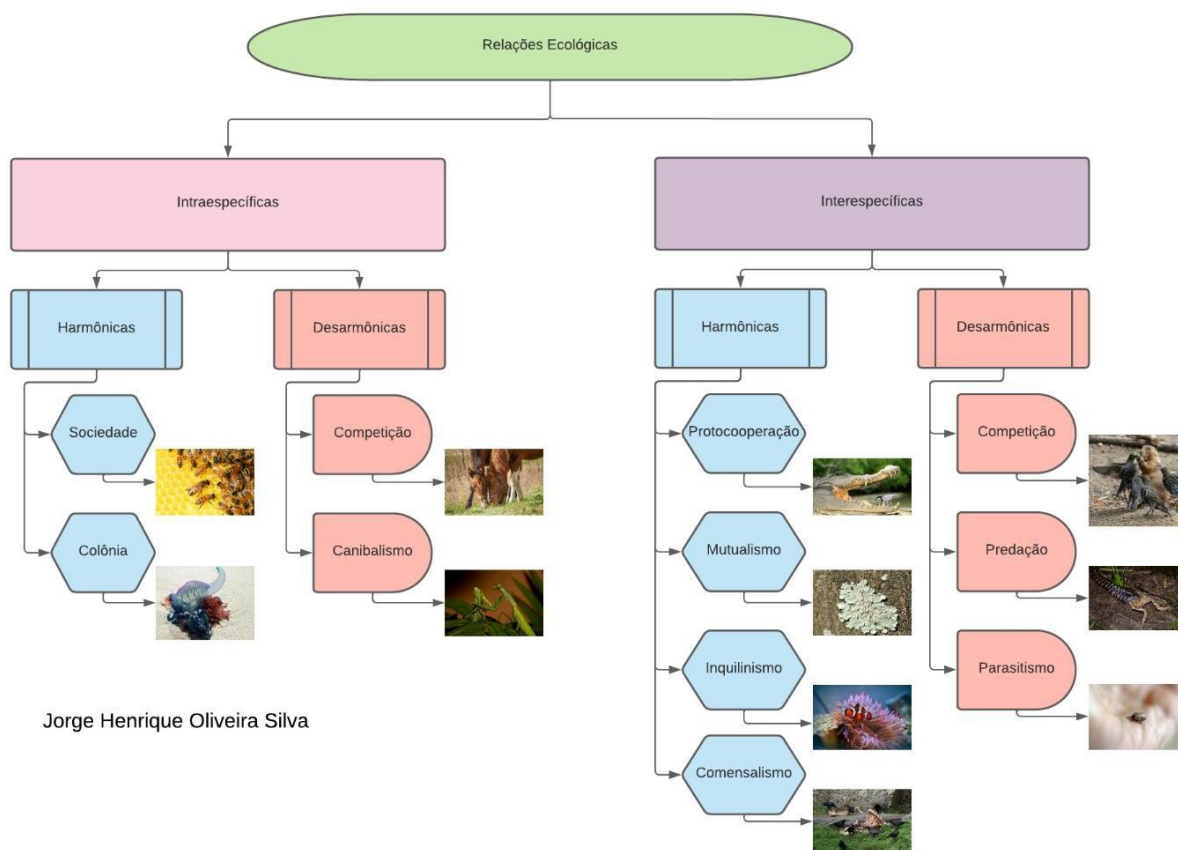 Relações Ecológicas
Intraespecíficas
Interespecíficas
Harmônicas
Desarmônicas
Harmônicas
Desarmônicas
Sociedade
Competição
Protocooperação
Competição
Colônia
Canibalismo
Mutualismo
Predação
Inquilinismo
Parasitismo
Jorge Henrique Oliveira Silva
Comensalismo